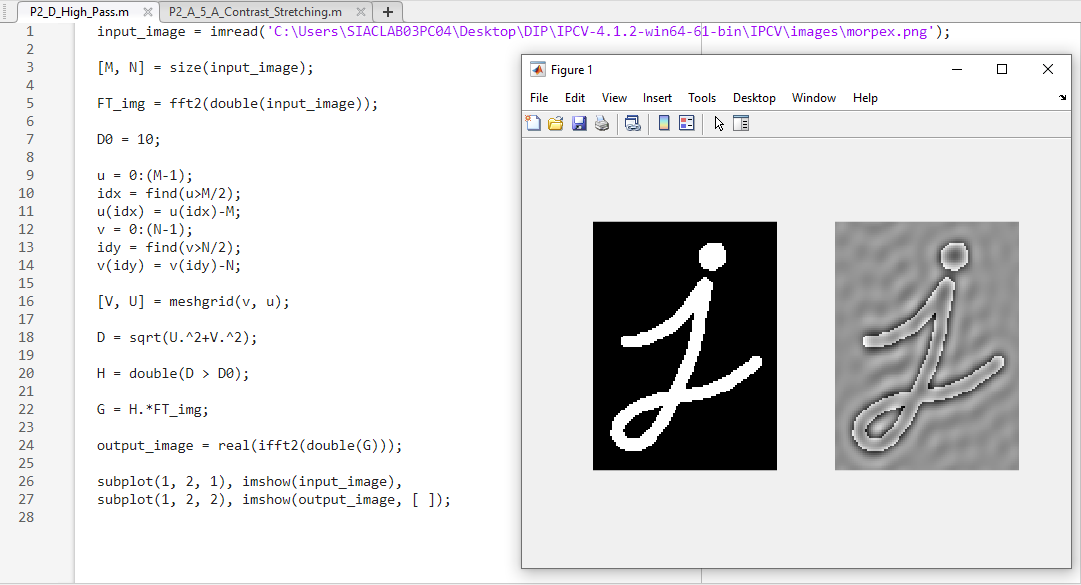 P2_D_High_Pass.m × P2_A_5_A_Contrast_Stretching.m × +
1 input_image = imread('C:\Users\SIACLAB03PC04\Desktop\DIP\IPCV-4.1.2-win64-61-bin\IPCV\images\morpex.png');
2
3 [M, N] = size(input_image);
4
5 FT_img = fft2(double(input_image));
6
7 D0 = 10;
8
9 u = 0:(M-1);
10 idx = find(u>M/2);
11 u(idx) = u(idx)-M;
12 v = 0:(N-1);
13 idy = find(v>N/2);
14 v(idy) = v(idy)-N;
15
16 [V, U] = meshgrid(v, u);
17
18 D = sqrt(U.^2+V.^2);
19
20 H = double(D > D0);
21
22 G = H.*FT_img;
23
24 output_image = real(ifft2(double(G)));
25
26 subplot(1, 2, 1), imshow(input_image),
27 subplot(1, 2, 2), imshow(output_image, [ ]);
28
Figure 1
File Edit View Insert Tools Desktop Window Help